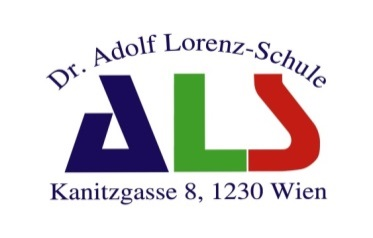 Dr. Adolf Lorenz-Schule
ALS
Kanitzgasse 8, 1230 Wien